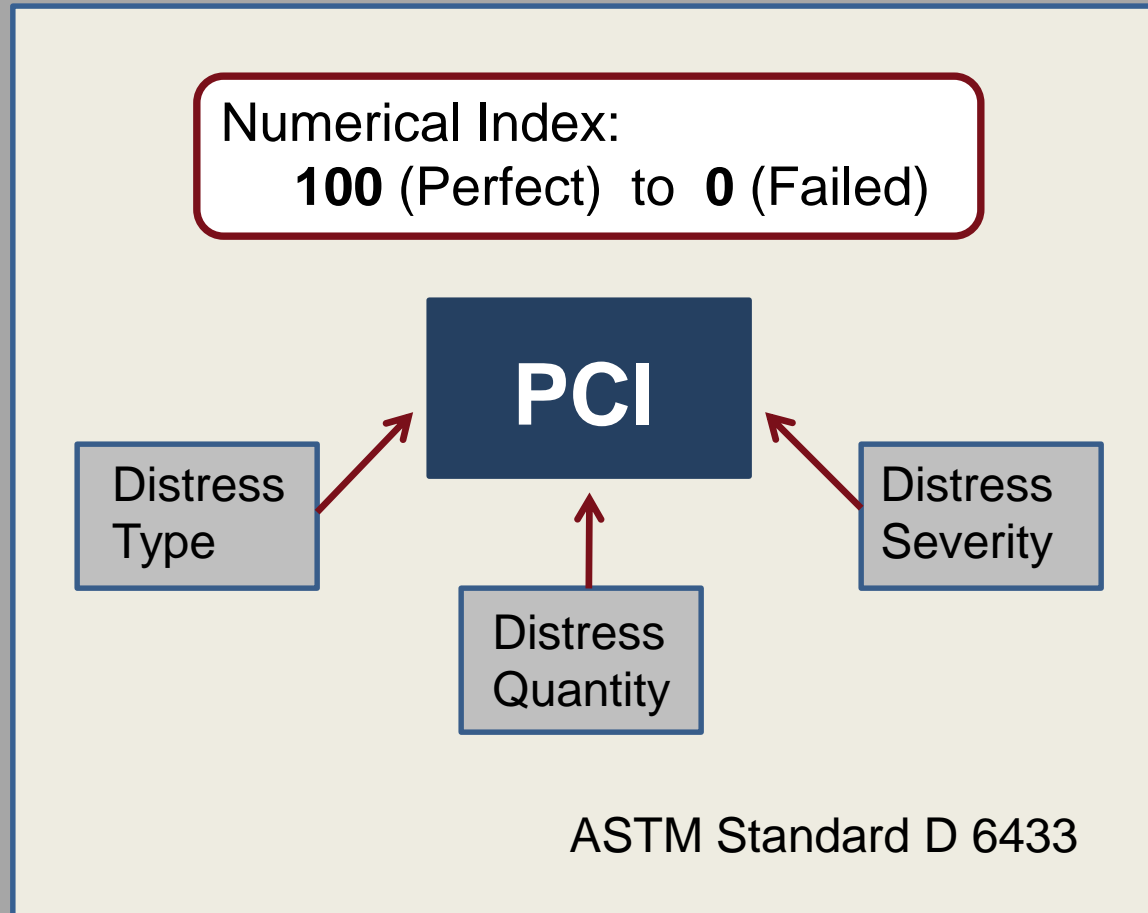 Numerical Index:
100 (Perfect) to 0 (Failed)
PCI
Distress
Type
Distress
Quantity
Distress
Severity
ASTM Standard D 6433